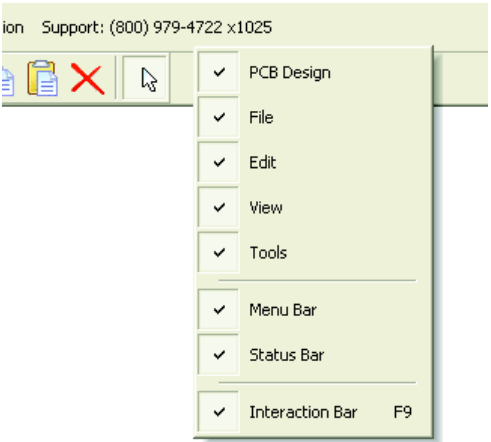 ion Support: (800) 979-4722 x1025
PCB Design
File
Edit
View
Tools
Menu Bar
Status Bar
Interaction Bar F9